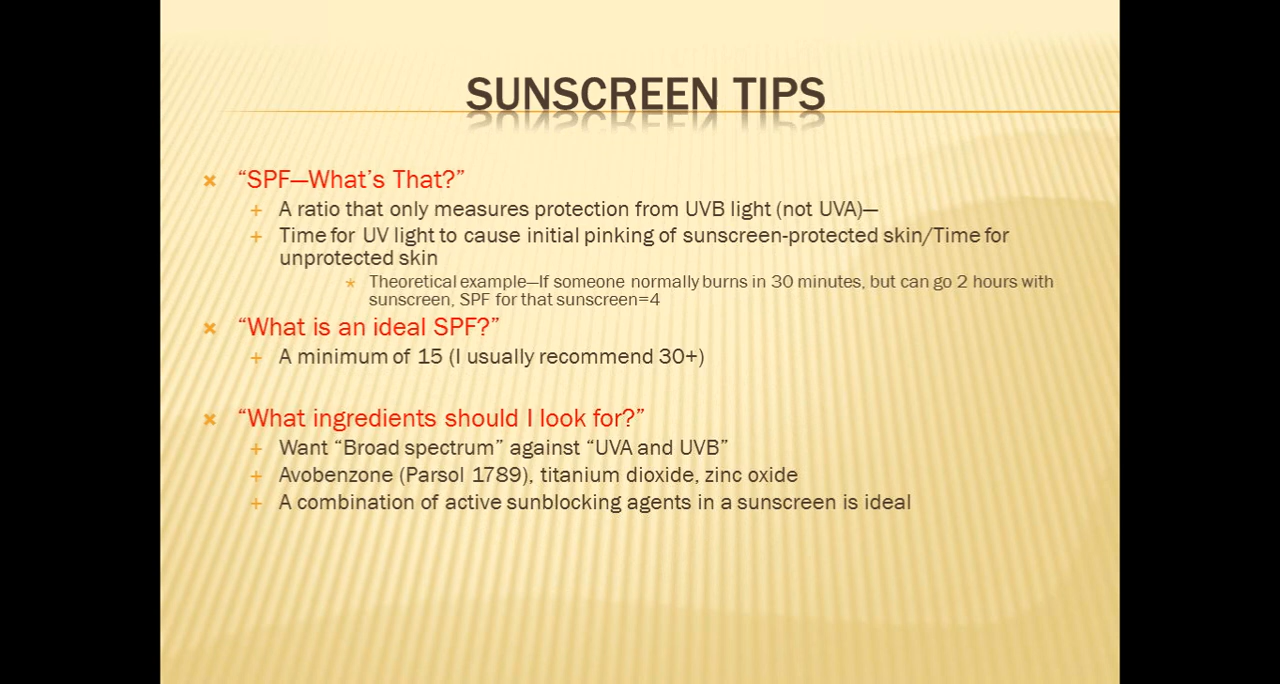 SUNSCREEN TIPS
“SPF—What’s That?”
A ratio that only measures protection from UVB light (not UVA)—
Time for UV light to cause initial pinking of sunscreen-protected skin/Time for
unprotected skin
Theoretical example—If someone normally burns in 30 minutes, but can go 2 hours with
sunscreen, SPF for that sunscreen=4
“What is an ideal SPF?”
A minimum of 15 (I usually recommend 30+)
“What ingredients should I look for?”
Want “Broad spectrum” against “UVA and UVB”
Avobenzone (Parsol 1789), titanium dioxide, zinc oxide
A combination of active sunblocking agents in a sunscreen is ideal